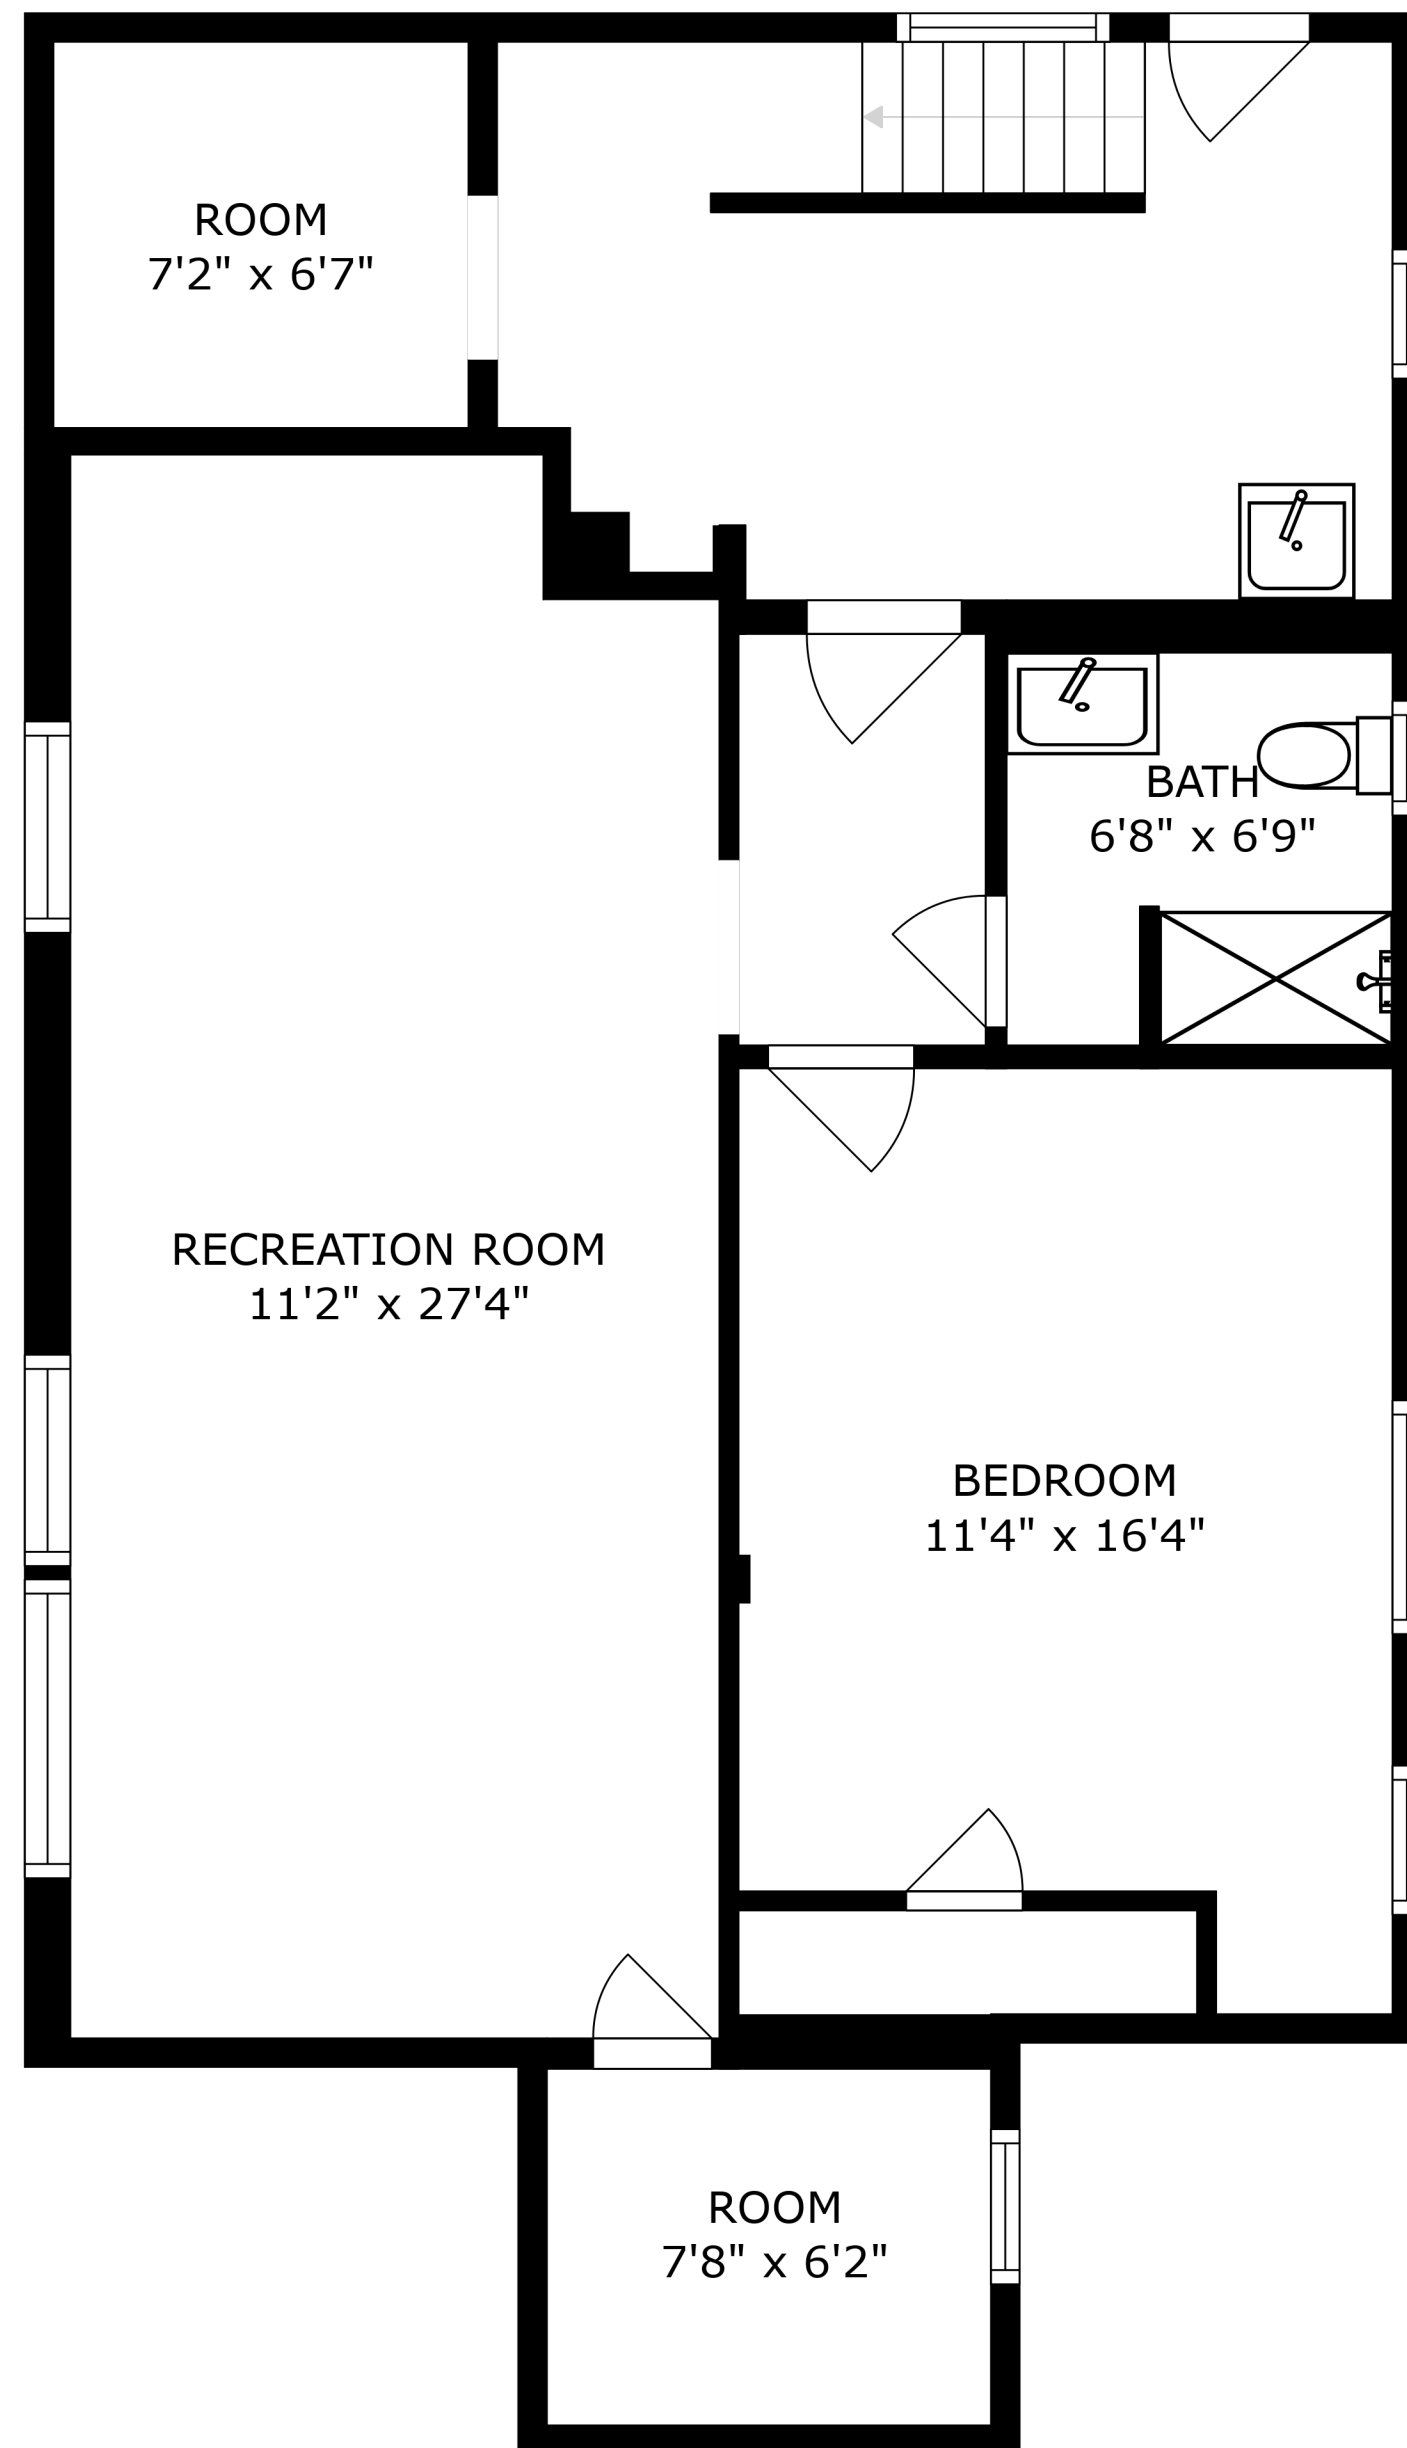 ROOM
7'2" x 6'7"
BATH
6'8" x 6'9"
RECREATION ROOM
11'2" x 27'4"
BEDROOM
11'4" x 16'4"
ROOM
7'8" x 6'2"